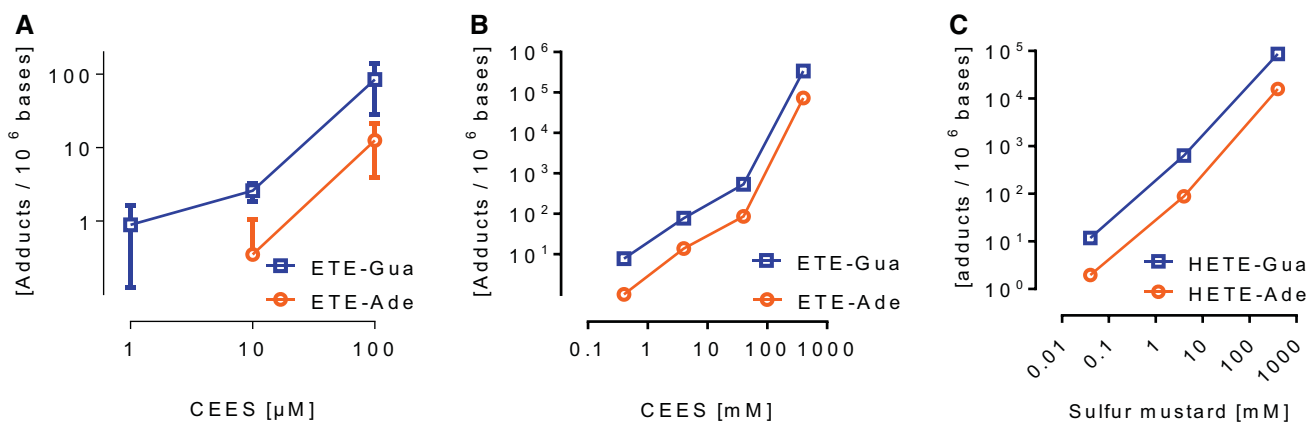 A
[Adducts / 10^6 bases]
100
10
1
ETE-Gua
ETE-Ade
1 10 100
CEES [µM]
B
[Adducts / 10^6 bases]
10^6
10^5
10^4
10^3
10^2
10^1
ETE-Gua
ETE-Ade
0.1 1 10 100 1000
CEES [mM]
C
[adducts / 10^6 bases]
10^5
10^4
10^3
10^2
10^1
10^0
HETE-Gua
HETE-Ade
0.01 0.1 1 10 100 1000
Sulfur mustard [mM]